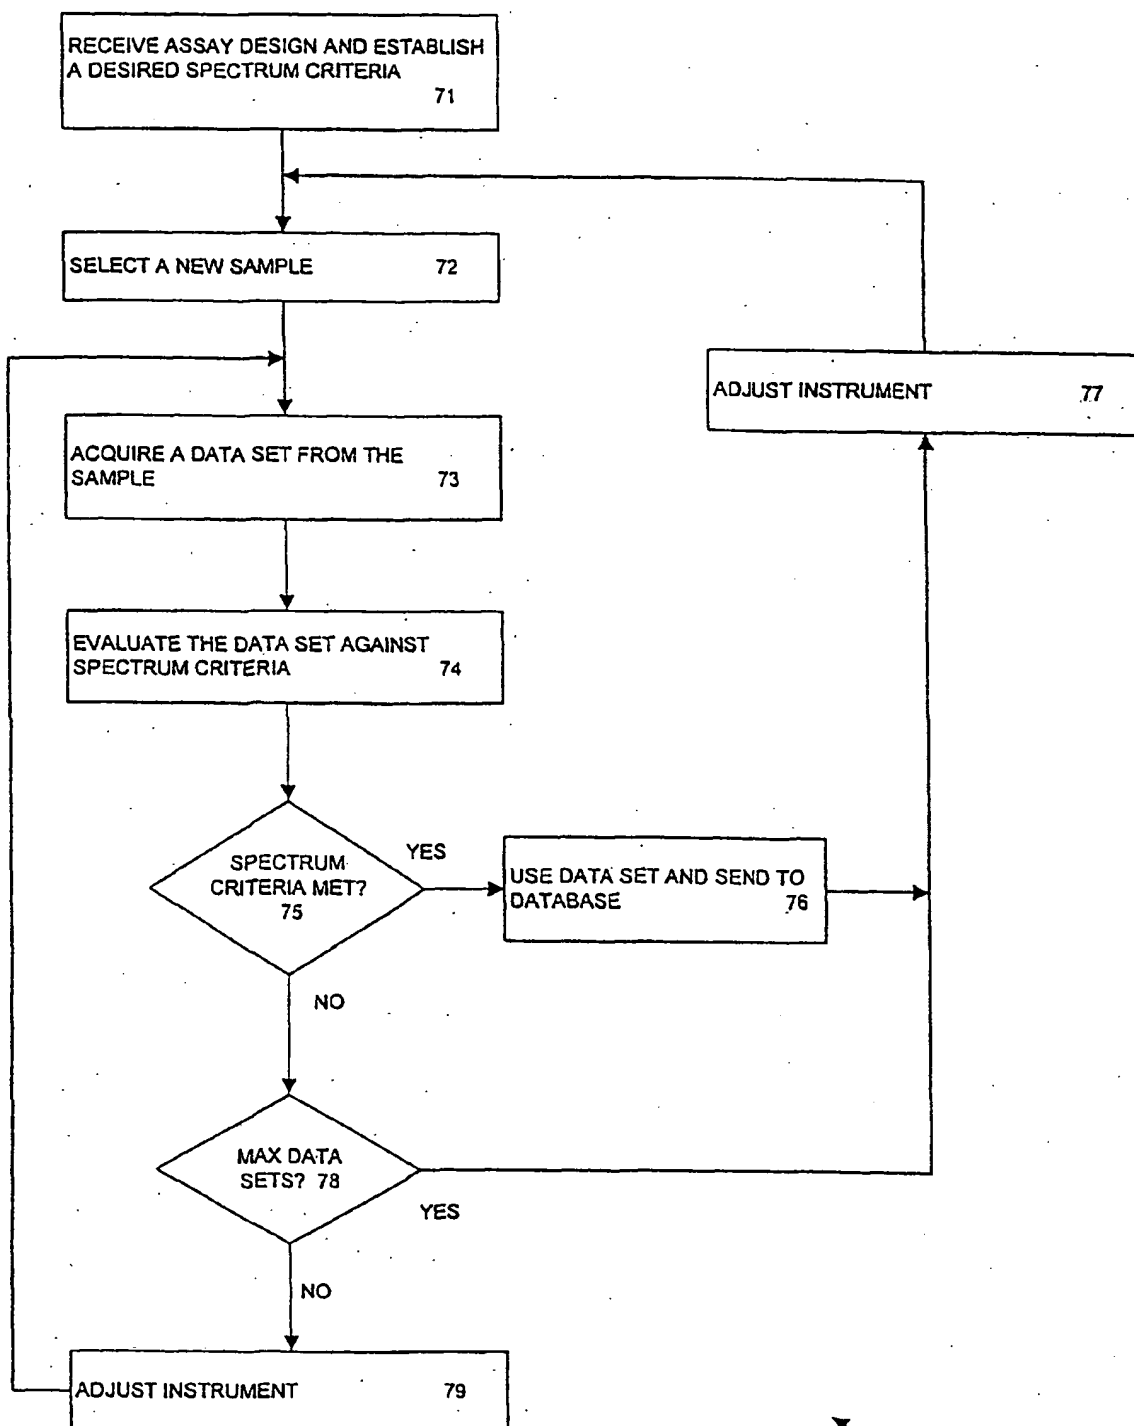 RECEIVE ASSAY DESIGN AND ESTABLISH
A DESIRED SPECTRUM CRITERIA
71
SELECT A NEW SAMPLE 72
ADJUST INSTRUMENT 77
ACQUIRE A DATA SET FROM THE
SAMPLE 73
EVALUATE THE DATA SET AGAINST
SPECTRUM CRITERIA 74
SPECTRUM
CRITERIA MET?
75
YES
USE DATA SET AND SEND TO
DATABASE 76
NO
MAX DATA
SETS? 78
YES
NO
ADJUST INSTRUMENT 79